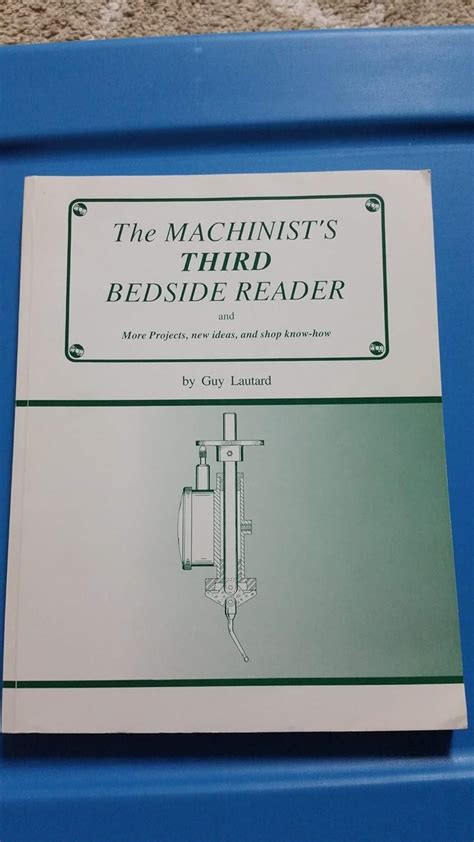 The MACHINIST'S
THIRD
BEDSIDE READER
and
More Projects, new ideas, and shop know-how
by Guy Lautard